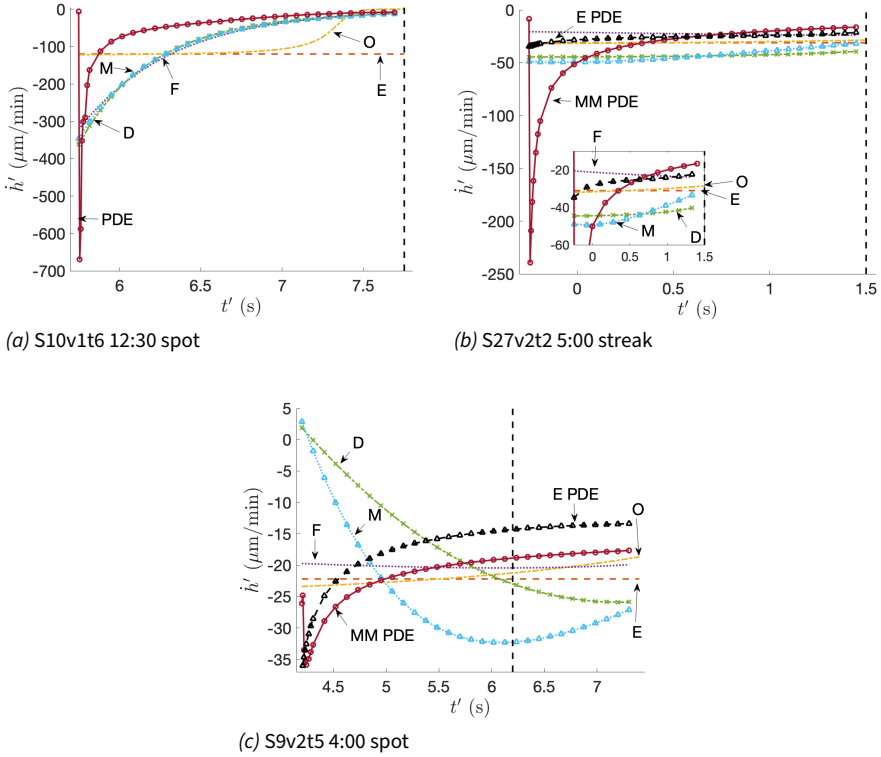 0
-100
-200
-300
-400
-500
-600
-700
ḣ′ (μm/min)
6
6.5
7
7.5
t′ (s)
M
F
D
O
E
PDE
(a) S10v1t6 12:30 spot
0
-50
-100
-150
-200
-250
ḣ′ (μm/min)
0
0.5
1
1.5
t′ (s)
E PDE
MM PDE
F
-20
-40
-60
0
0.5
1
1.5
O
E
M
D
(b) S27v2t2 5:00 streak
5
0
-5
-10
-15
-20
-25
-30
-35
ḣ′ (μm/min)
4.5
5
5.5
6
6.5
7
t′ (s)
D
M
F
E PDE
O
MM PDE
E
(c) S9v2t5 4:00 spot